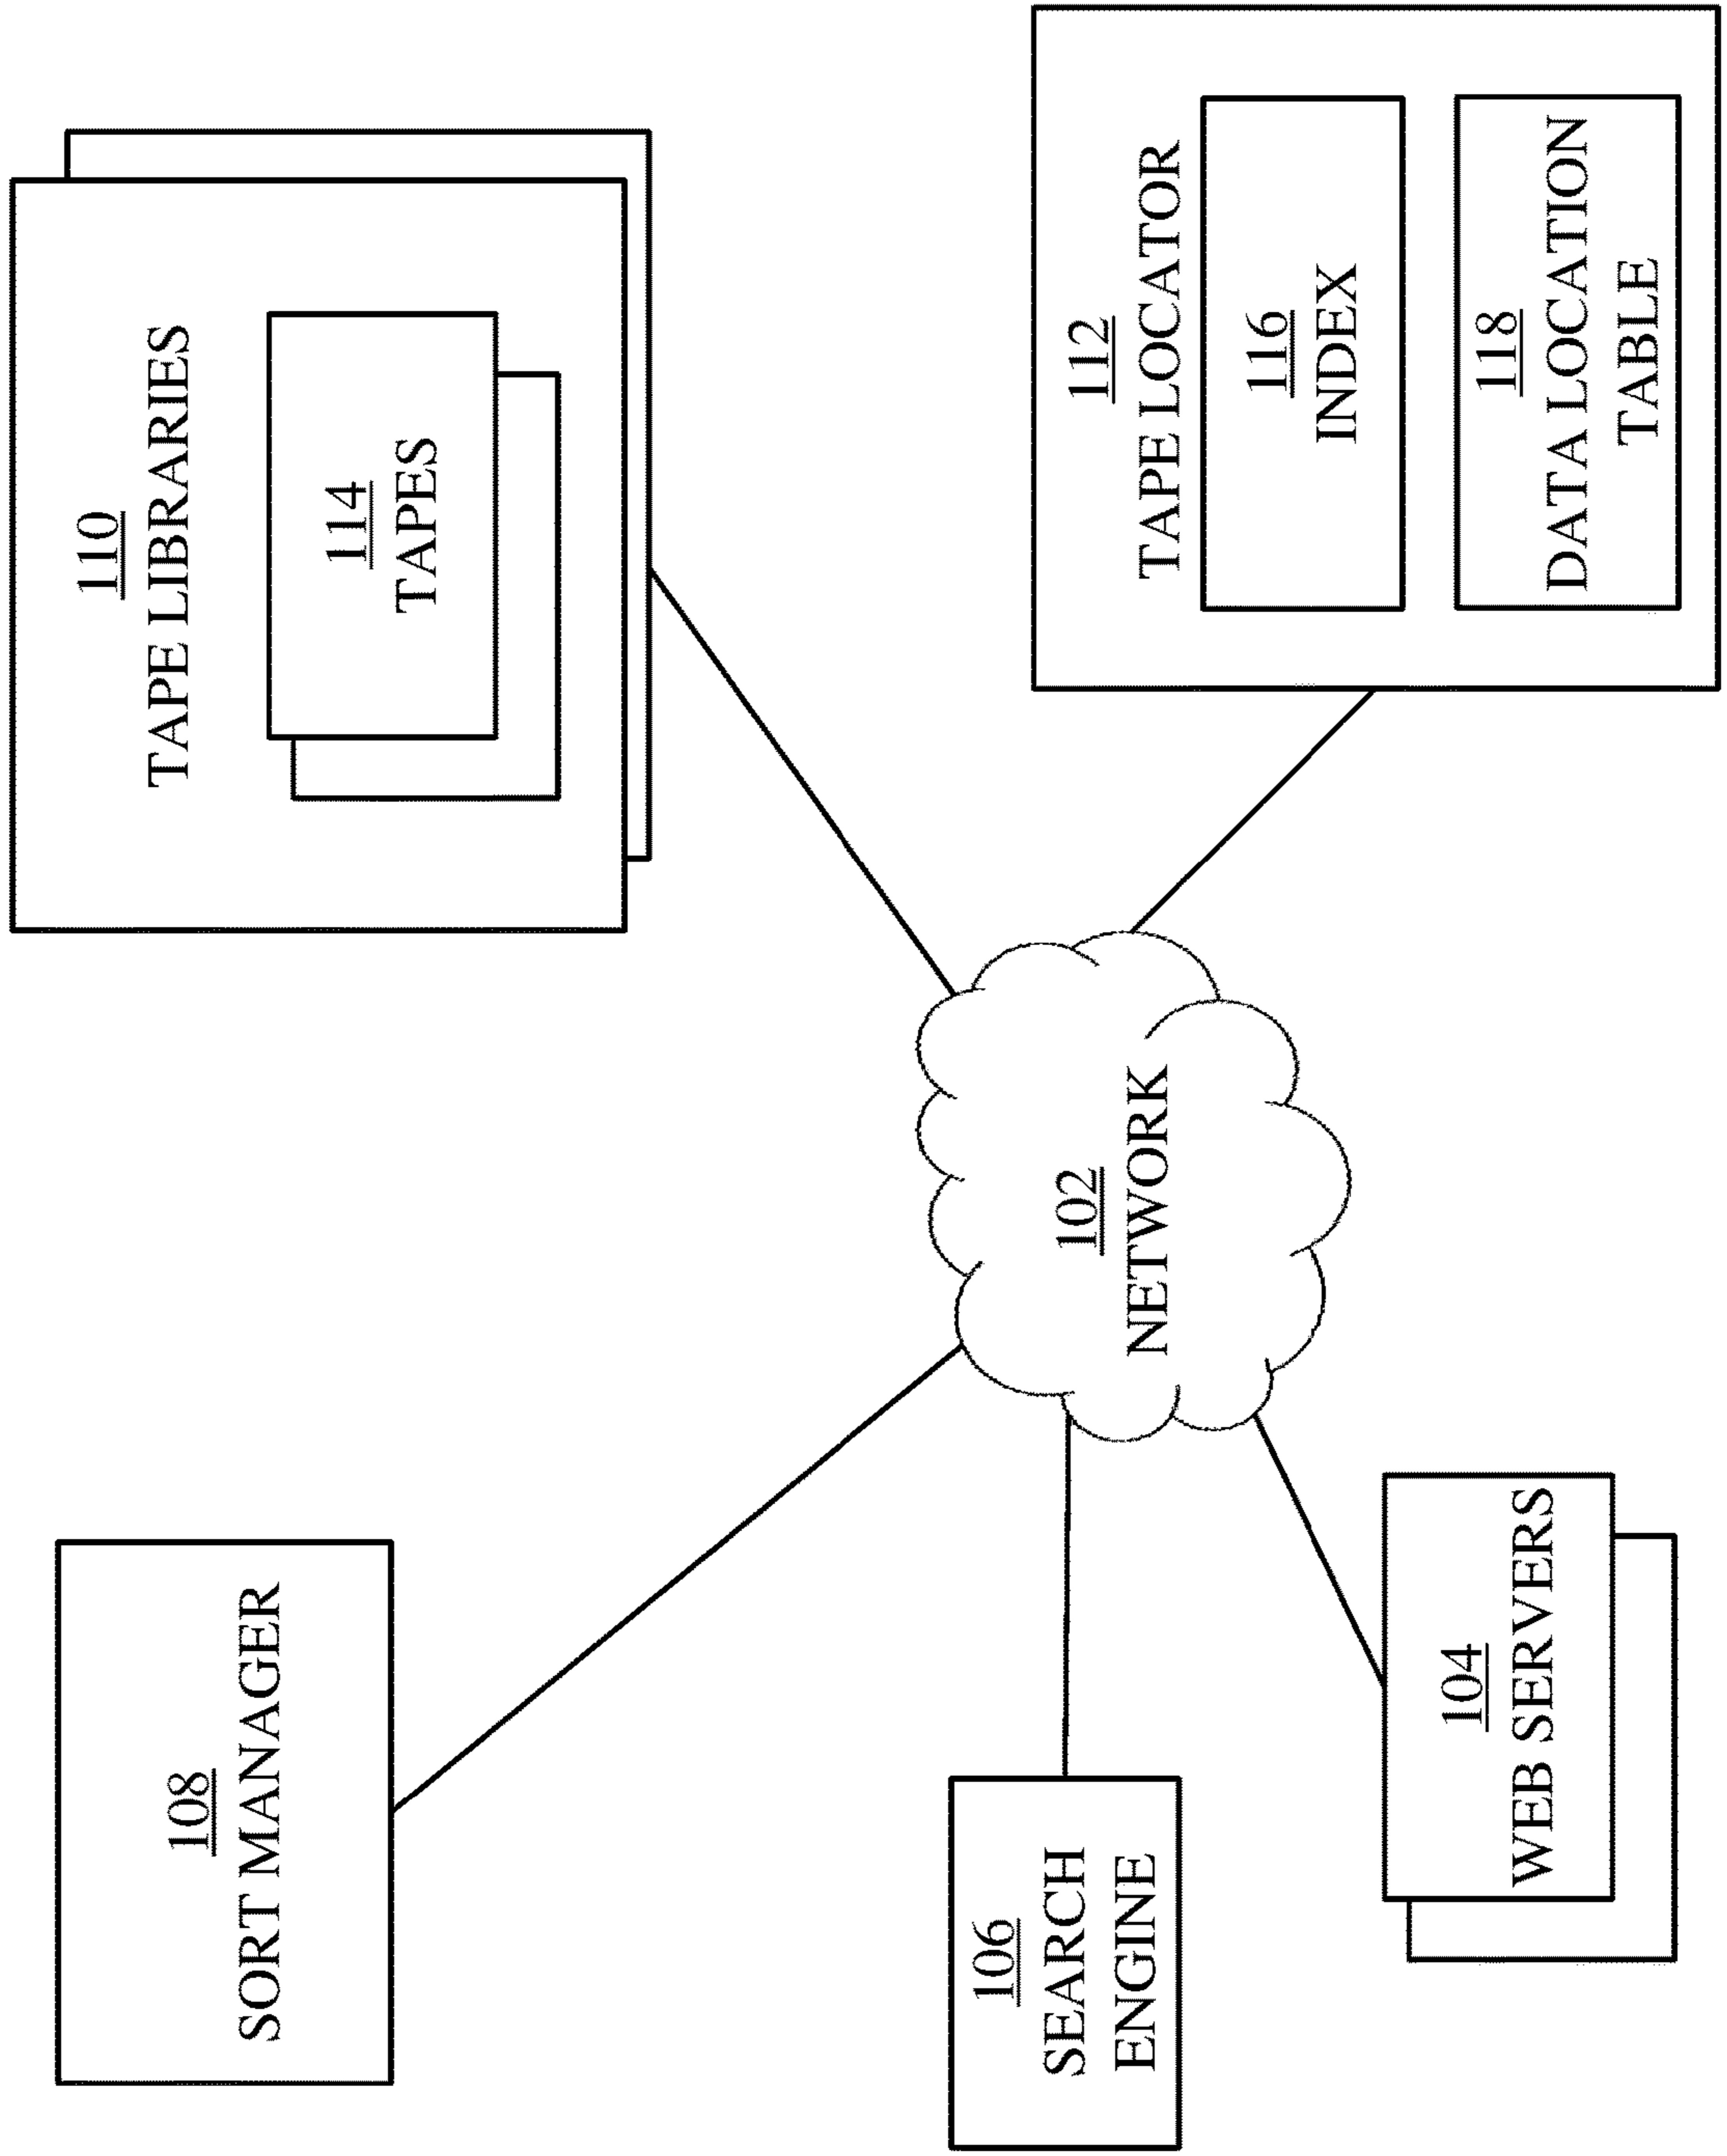 108
SORT MANAGER
110
TAPE LIBRARIES
114
TAPES
106
SEARCH
ENGINE
102
NETWORK
104
WEB SERVERS
112
TAPE LOCATOR
116
INDEX
118
DATA LOCATION
TABLE